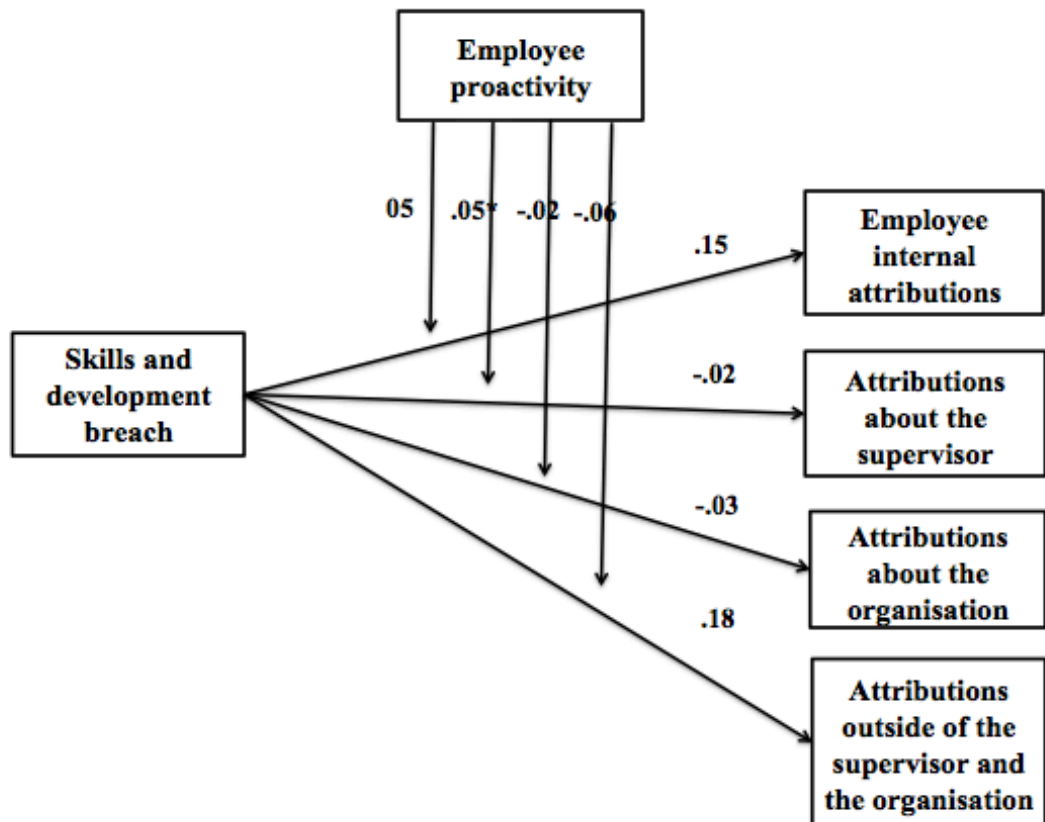 Employee
proactivity
05 .05* -.02 -.06
.15
Employee
internal
attributions
Skills and
development
breach
-.02
Attributions
about the
supervisor
-.03
Attributions
about the
organisation
.18
Attributions
outside of the
supervisor and
the organisation